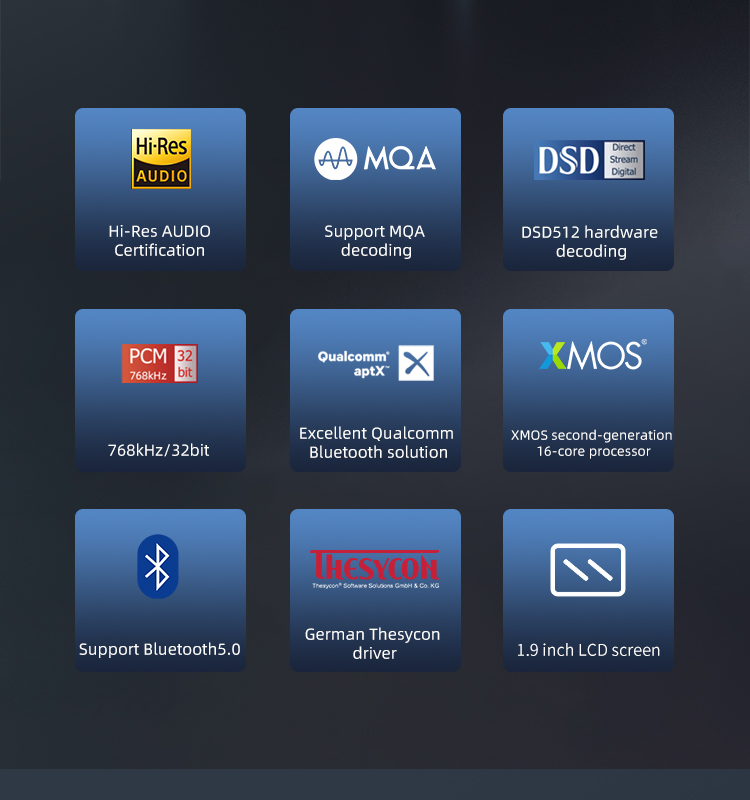 Hi-Res
AUDIO
Hi-Res AUDIO
Certification
MQA
Support MQA
decoding
DSD
Direct
Stream
Digital
DSD512 hardware
decoding
PCM
768kHz
32
bit
768kHz/32bit
Qualcomm®
aptX™
Excellent Qualcomm
Bluetooth solution
XMOS®
XMOS second-generation
16-core processor
Support Bluetooth5.0
THESYCON
Thesycon® Software Solutions GmbH & Co. KG
German Thesycon
driver
1.9 inch LCD screen